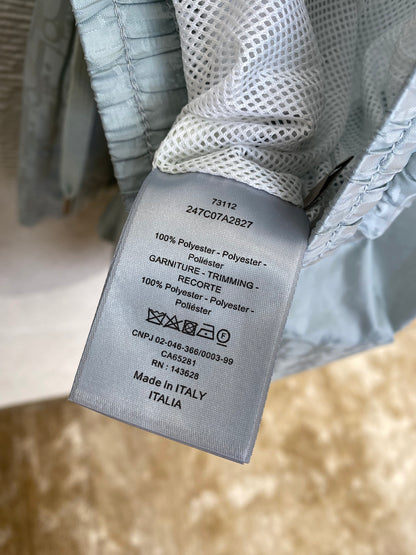 73112
247C07A2827
100% Polyester - Polyester -
Poliéster
GARNITURE - TRIMMING -
RECORTE
100% Polyester - Polyester -
Poliéster
CNPJ 02-046-366/0003-99
CA65281
RN : 143628
Made in ITALY
ITALIA